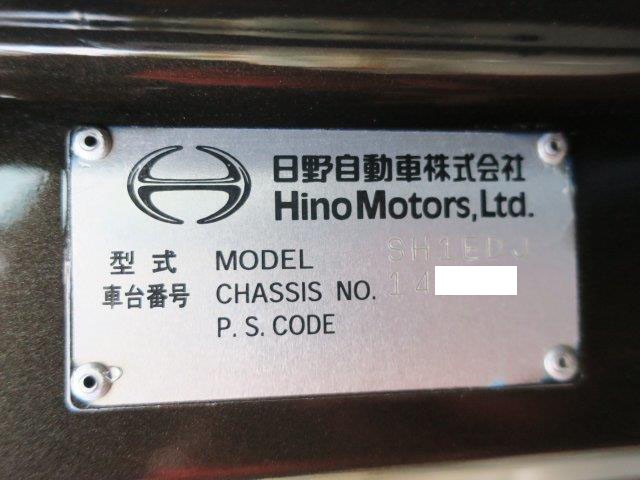 日野自動車株式会社
Hino Motors, Ltd.
型式 MODEL SH1EDJ
車台番号 CHASSIS NO. 14
P. S. CODE